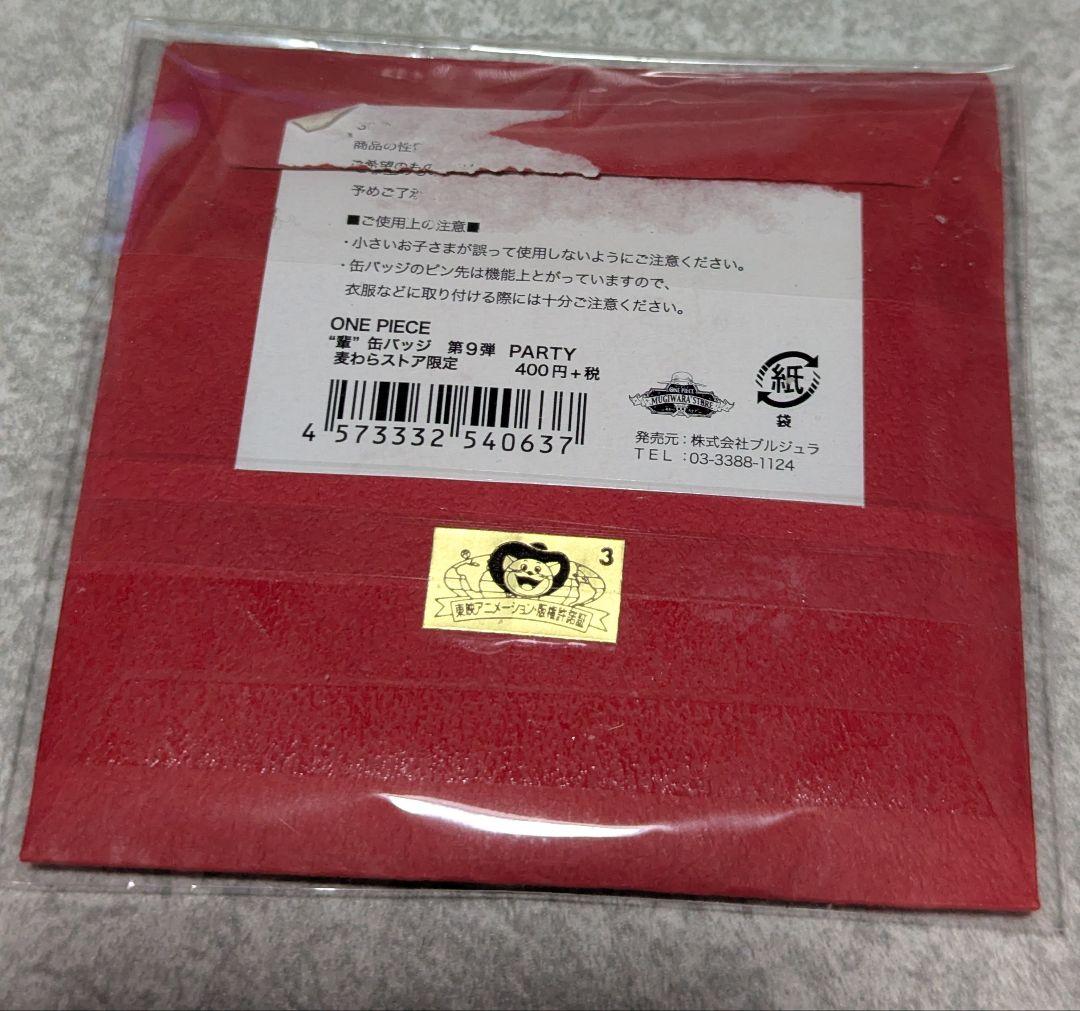 商品の性
ご希望のもの
予めご了
■ご使用上の注意■
・小さいお子さまが誤って使用しないようにご注意ください。
・缶バッジのピン先は機能上とがっていますので、
衣服などに取り付ける際には十分ご注意ください。
ONE PIECE
“輩” 缶バッジ 第9弾 PARTY
麦わらストア限定 400円+税
4 573332 540637
ONE PIECE
MUGIWARA STORE
紙
袋
発売元:株式会社ブルジュラ
TEL :03-3388-1124
3
東映アニメーション・版権許諾証